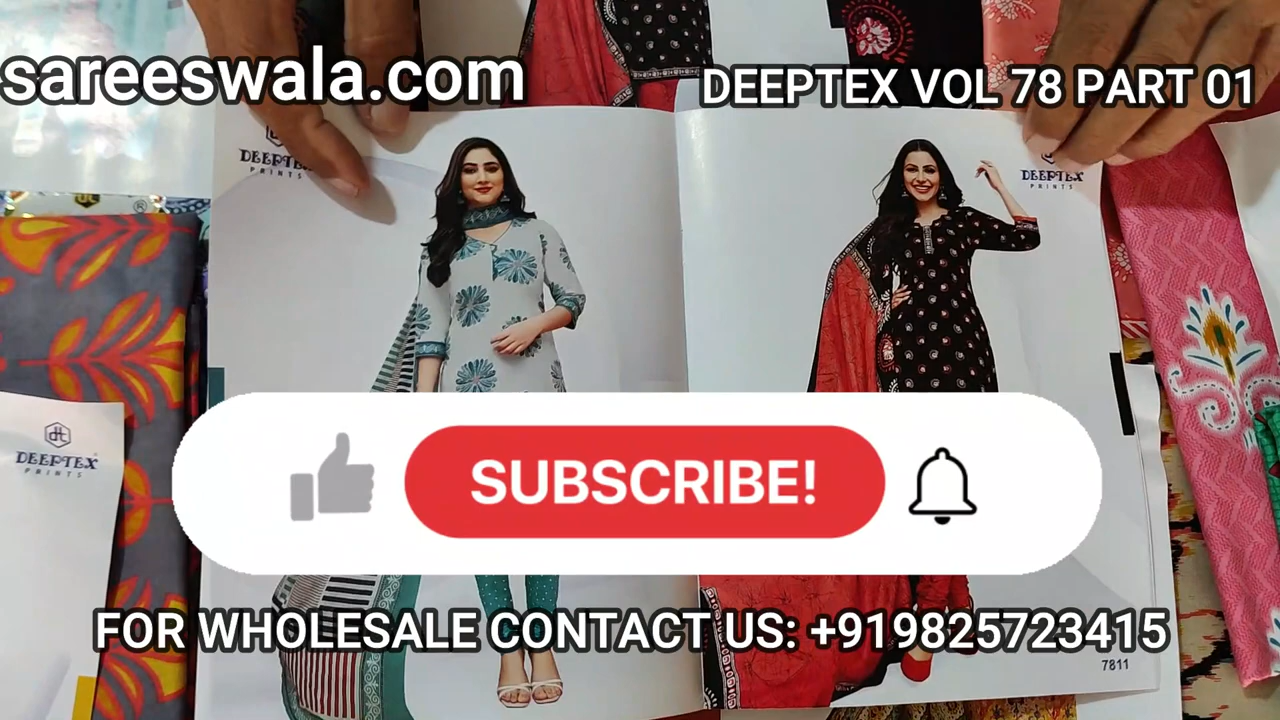 sareeswala.com
DEEPTEX VOL 78 PART 01
DEEPTEX
PRINTS
DEEPTEX
PRINTS
dt
DEEPTEX
PRINTS
SUBSCRIBE!
FOR WHOLESALE CONTACT US: +919825723415
7811